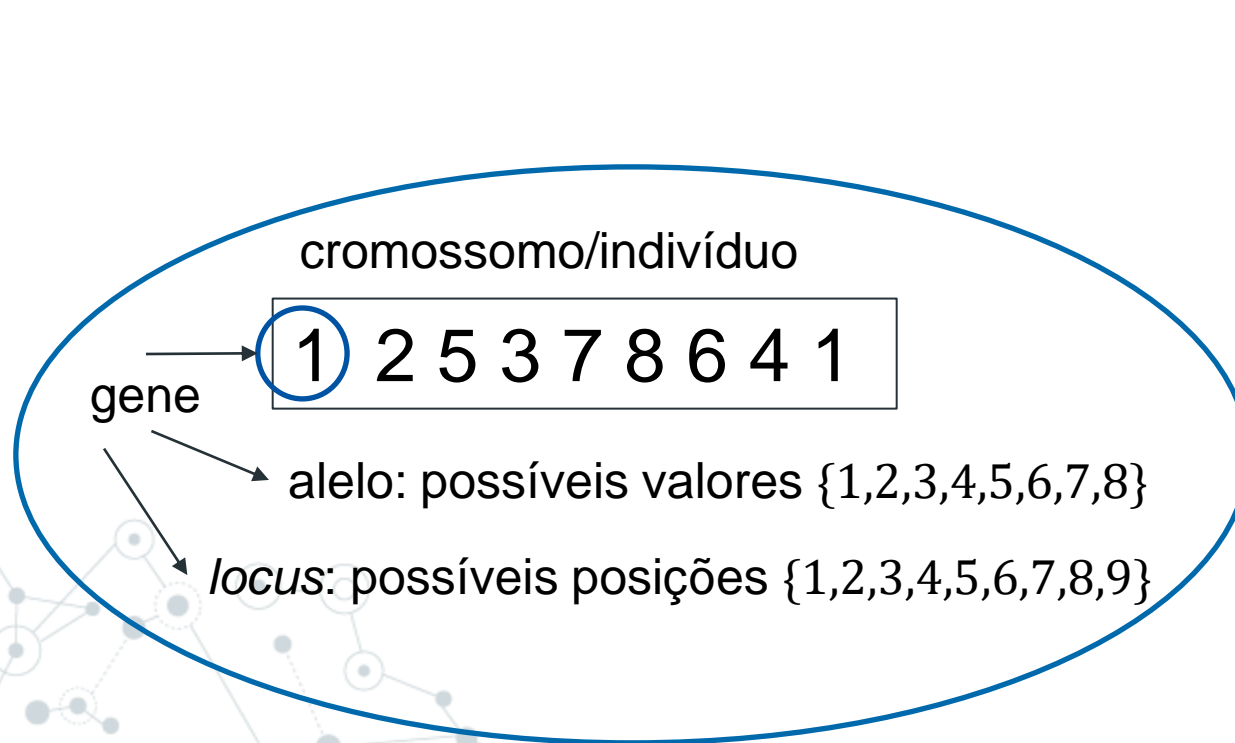 cromossomo/indivíduo
1 2 5 3 7 8 6 4 1
gene
alelo: possíveis valores {1,2,3,4,5,6,7,8}
locus: possíveis posições {1,2,3,4,5,6,7,8,9}